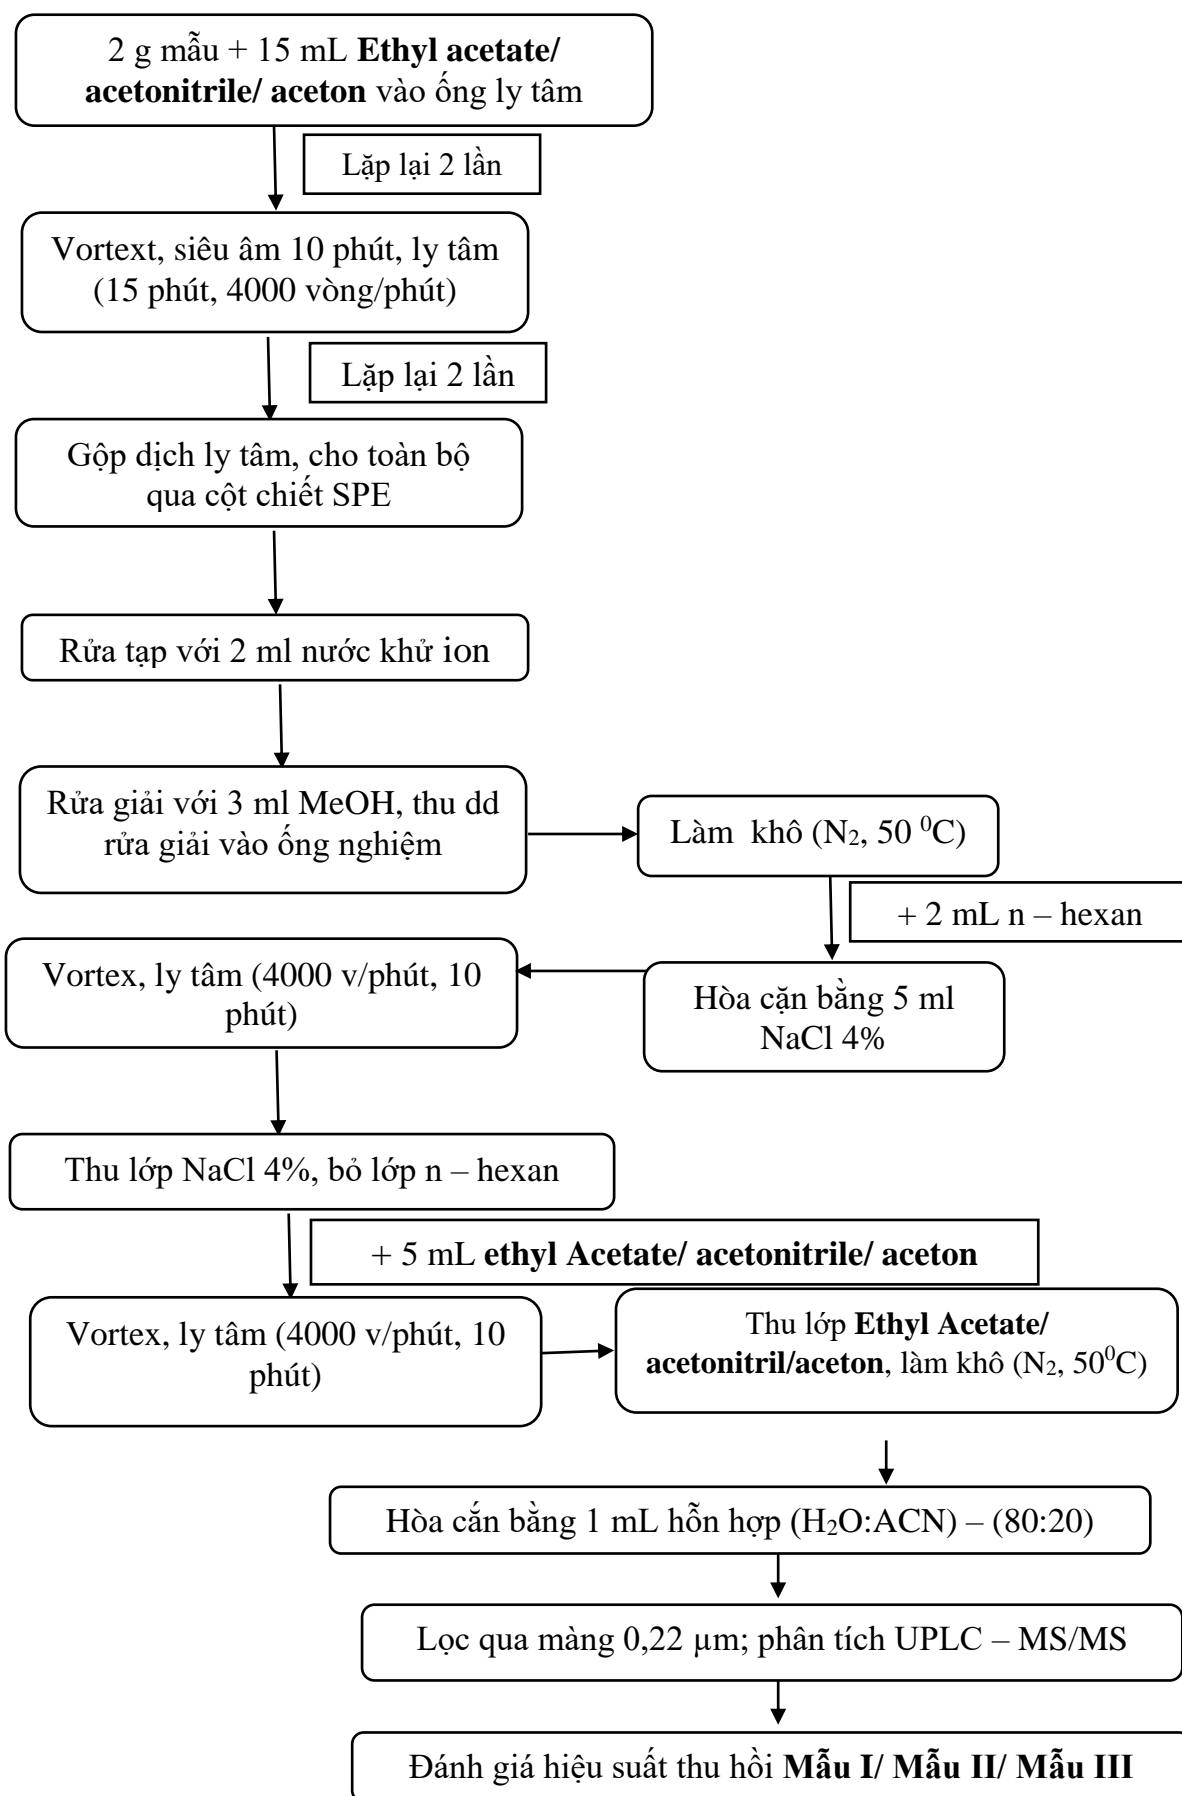 2 g mẫu + 15 mL Ethyl acetate/
acetonitrile/ aceton vào ống ly tâm
Lặp lại 2 lần
Vortext, siêu âm 10 phút, ly tâm
(15 phút, 4000 vòng/phút)
Lặp lại 2 lần
Gộp dịch ly tâm, cho toàn bộ
qua cột chiết SPE
Rửa tạp với 2 ml nước khử ion
Rửa giải với 3 ml MeOH, thu dd
rửa giải vào ống nghiệm
Làm khô (N₂, 50 ⁰C)
+ 2 mL n – hexan
Hòa cặn bằng 5 ml
NaCl 4%
Vortex, ly tâm (4000 v/phút, 10
phút)
Thu lớp NaCl 4%, bỏ lớp n – hexan
+ 5 mL ethyl Acetate/ acetonitrile/ aceton
Vortex, ly tâm (4000 v/phút, 10
phút)
Thu lớp Ethyl Acetate/
acetonitril/aceton, làm khô (N₂, 50⁰C)
Hòa cắn bằng 1 mL hỗn hợp (H₂O:ACN) – (80:20)
Lọc qua màng 0,22 µm; phân tích UPLC – MS/MS
Đánh giá hiệu suất thu hồi Mẫu I/ Mẫu II/ Mẫu III